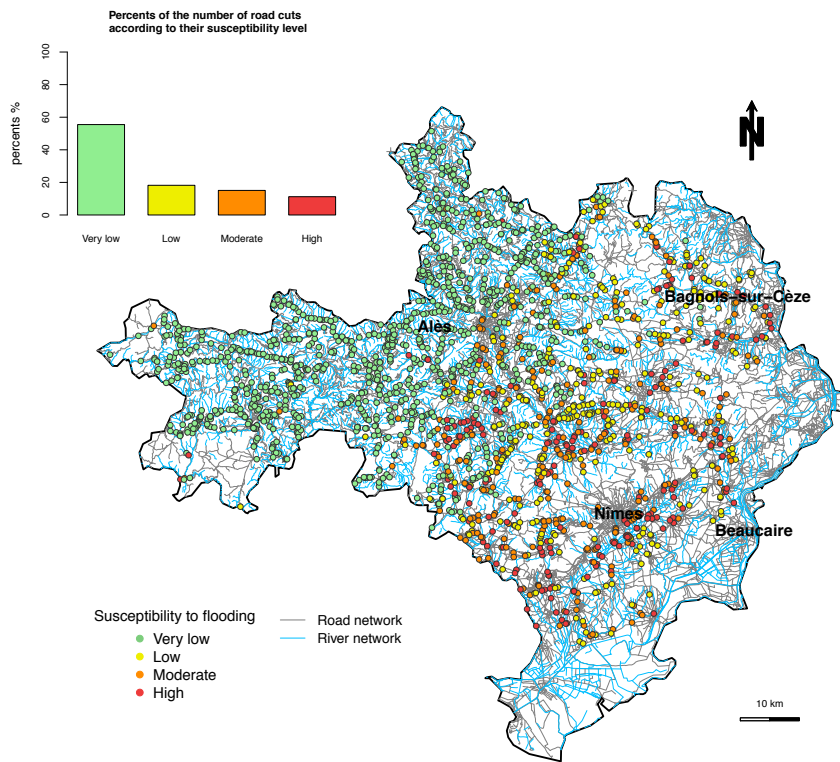 Percents of the number of road cuts
according to their susceptibility level
percents %
100
80
60
40
20
0
Very low
Low
Moderate
High
N
Bagnols−sur−Cèze
Alès
Nîmes
Beaucaire
Susceptibility to flooding
Very low
Low
Moderate
High
Road network
River network
10 km